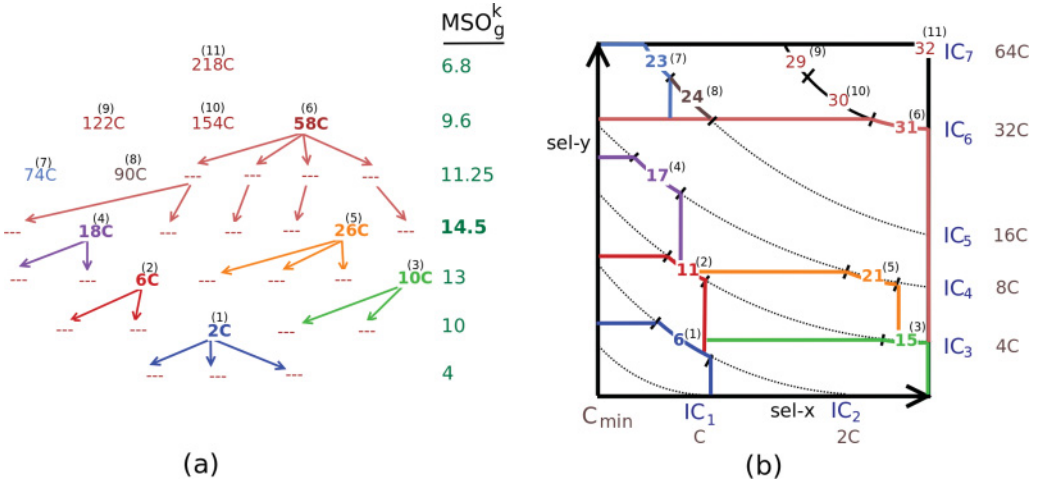 MSO_g^k
(11)
218C
6.8
(9) (10) (6)
122C 154C 58C
9.6
(7) (8)
74C 90C --- --- --- ---
11.25
(4) (5)
--- 18C --- --- --- 26C ---
14.5
(2) (3)
--- --- 6C --- --- --- 10C
13
(1)
--- --- 2C --- ---
10
--- --- ---
4
(a)
(11)
32 IC7 64C
23(7) 29(9)
24(8) 30(10)
31(6)
IC6 32C
sel-y
17(4)
IC5 16C
11(2) 21(5)
IC4 8C
6(1) 15(3)
IC3 4C
Cmin IC1 sel-x IC2
C 2C
(b)